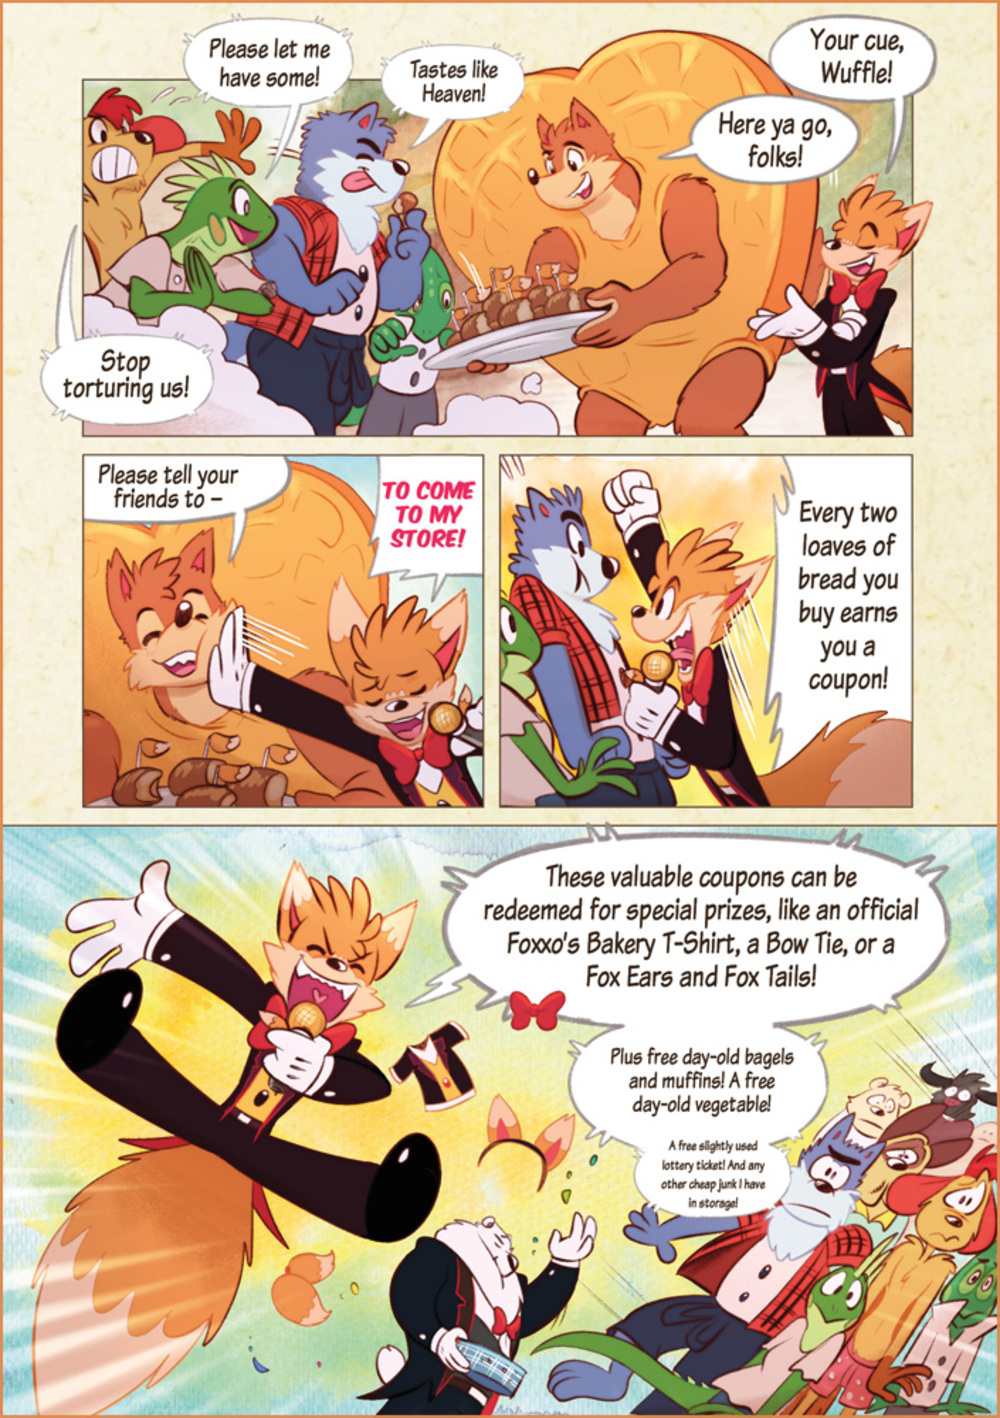 Please let me
have some!
Tastes like
Heaven!
Your cue,
Wuffle!
Here ya go,
folks!
Stop
torturing us!
Please tell your
friends to –
TO COME
TO MY
STORE!
Every two
loaves of
bread you
buy earns
you a
coupon!
These valuable coupons can be
redeemed for special prizes, like an official
Foxxo's Bakery T-Shirt, a Bow Tie, or a
Fox Ears and Fox Tails!
Plus free day-old bagels
and muffins! A free
day-old vegetable!
A free slightly used
lottery ticket! And any
other cheap junk I have
in storage!